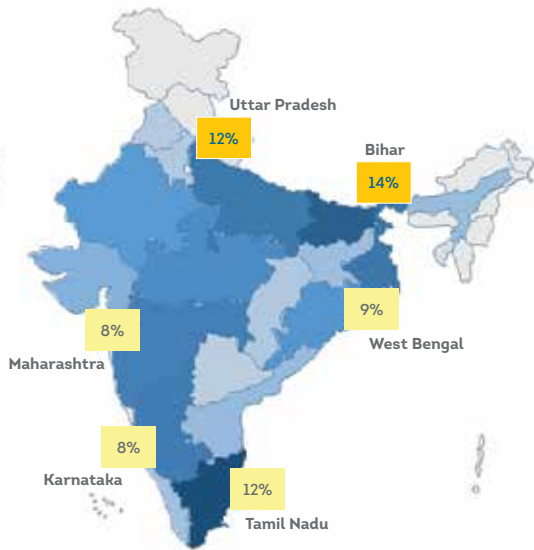 Uttar Pradesh
12%
Bihar
14%
9%
West Bengal
8%
Maharashtra
8%
Karnataka
12%
Tamil Nadu